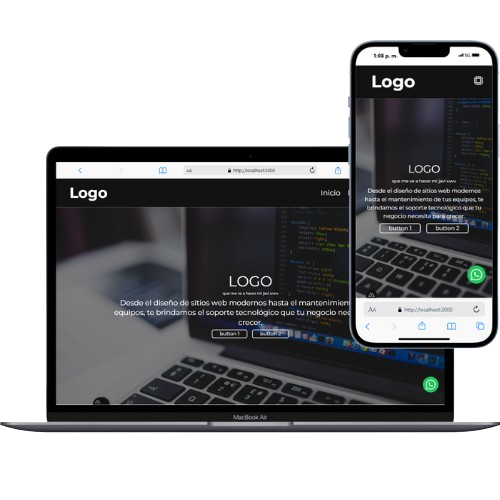 1:08 p. m.
5G
Logo
LOGO
que me va a hacer mi javi uwu
Desde el diseño de sitios web modernos
hasta el mantenimiento de tus equipos, te
brindamos el soporte tecnológico que tu
negocio necesita para crecer.
button 1
button 2
AA
http://localhost:3000
AA
http://localhost:3000
Logo
Inicio
LOGO
que me va a hacer mi javi uwu
Desde el diseño de sitios web modernos hasta el mantenimien
equipos, te brindamos el soporte tecnológico que tu negocio nec
crecer.
button 1
button 2
MacBook Air